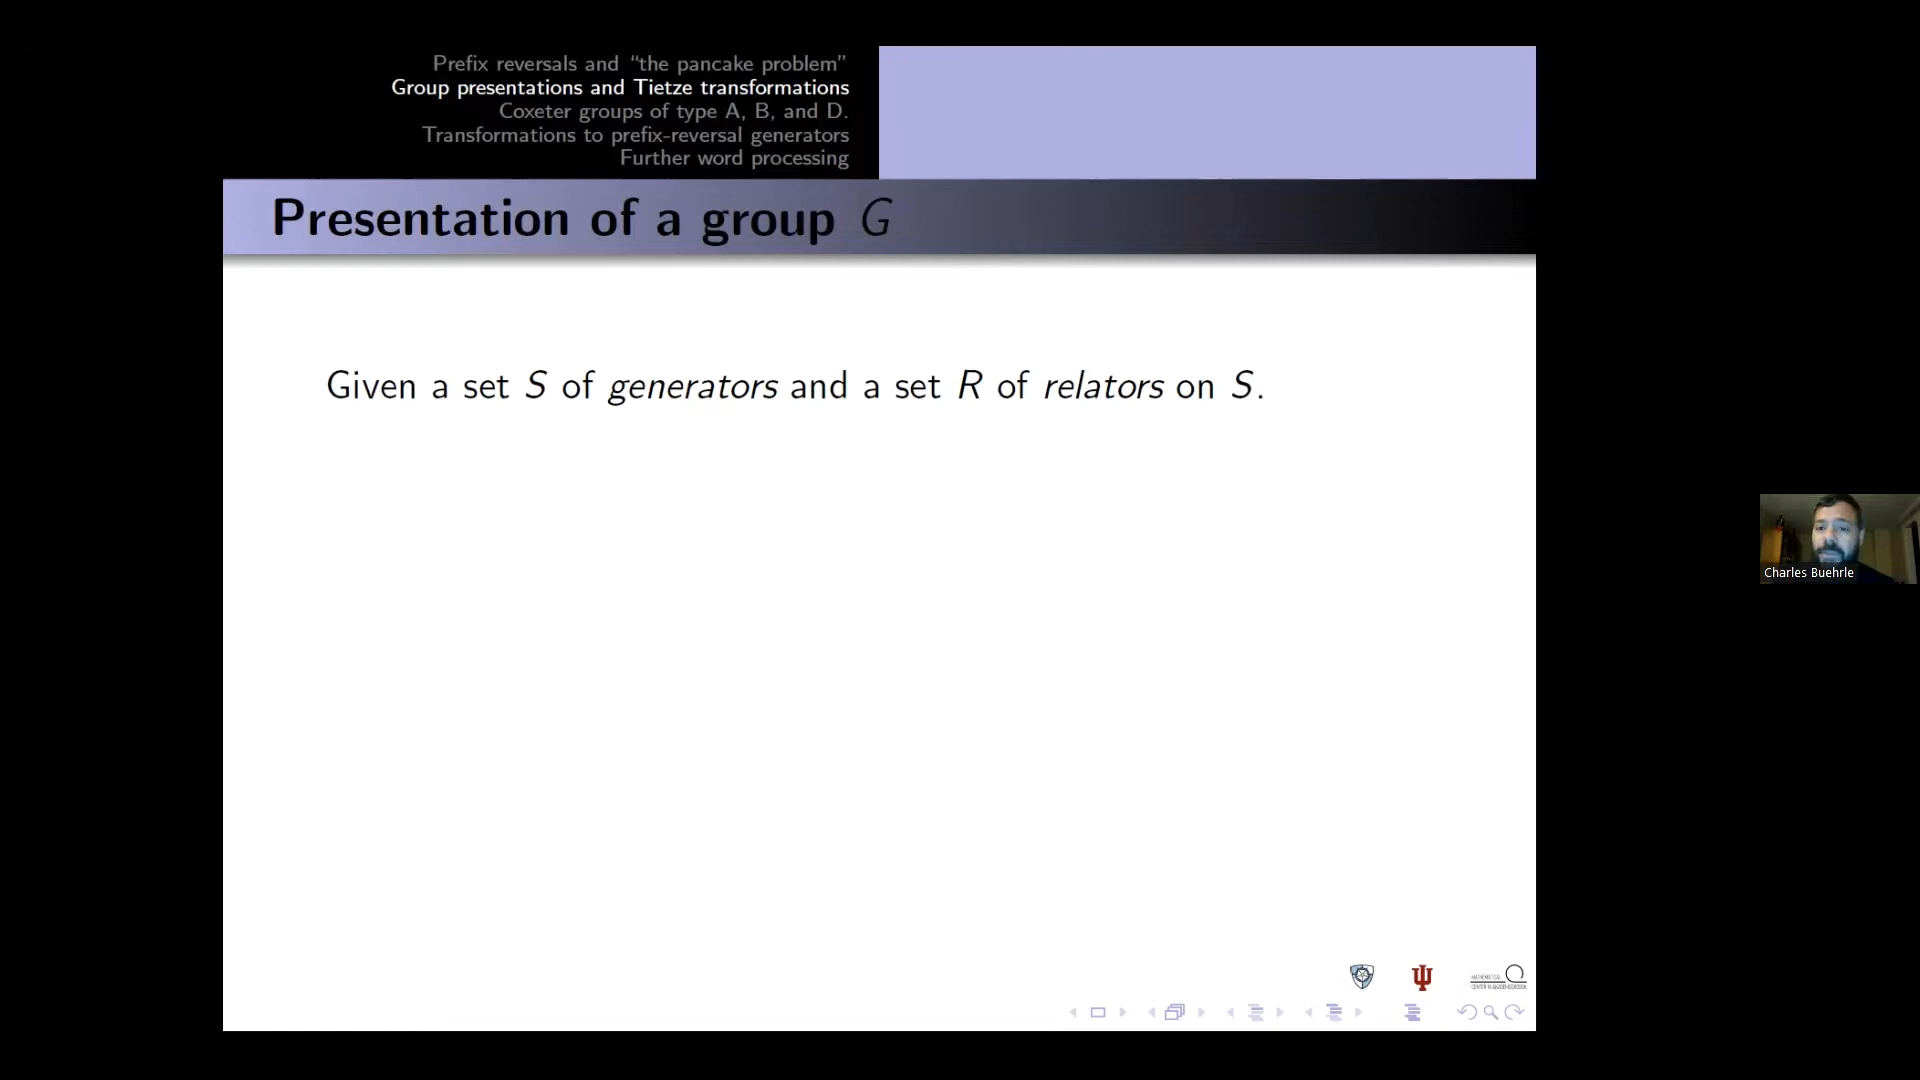 Prefix reversals and “the pancake problem”
Group presentations and Tietze transformations
Coxeter groups of type A, B, and D.
Transformations to prefix-reversal generators
Further word processing
Presentation of a group G
Given a set S of generators and a set R of relators on S.
Charles Buehrle